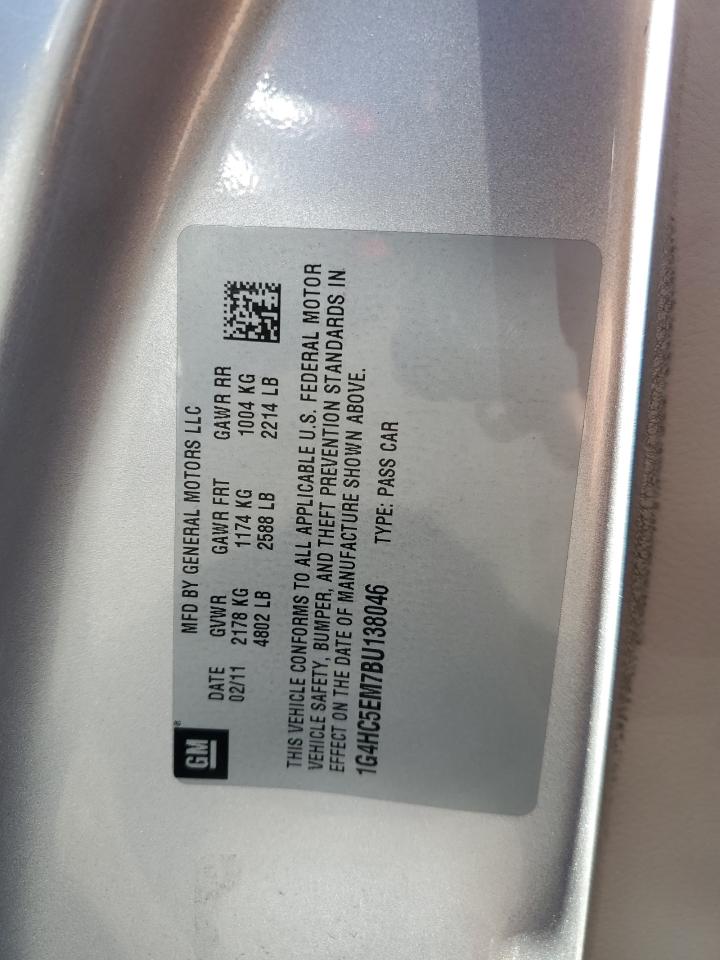 GM®
MFD BY GENERAL MOTORS LLC
DATE GVWR GAWR FRT GAWR RR
02/11 2178 KG 1174 KG 1004 KG
4802 LB 2588 LB 2214 LB
THIS VEHICLE CONFORMS TO ALL APPLICABLE U.S. FEDERAL MOTOR
VEHICLE SAFETY, BUMPER, AND THEFT PREVENTION STANDARDS IN
EFFECT ON THE DATE OF MANUFACTURE SHOWN ABOVE.
1G4HC5EM7BU138046 TYPE: PASS CAR